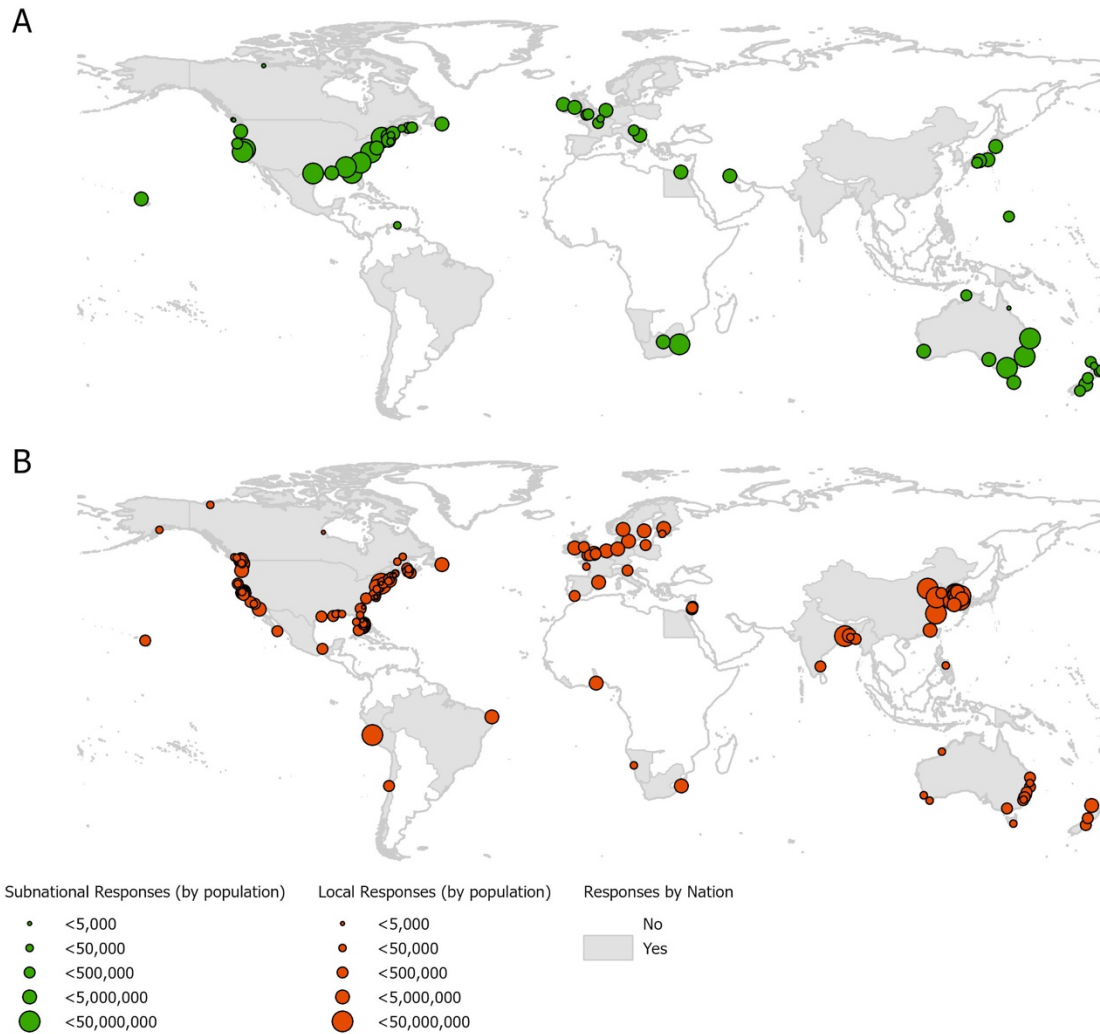 A
B
Subnational Responses (by population)
<5,000
<50,000
<500,000
<5,000,000
<50,000,000
Local Responses (by population)
<5,000
<50,000
<500,000
<5,000,000
<50,000,000
Responses by Nation
No
Yes